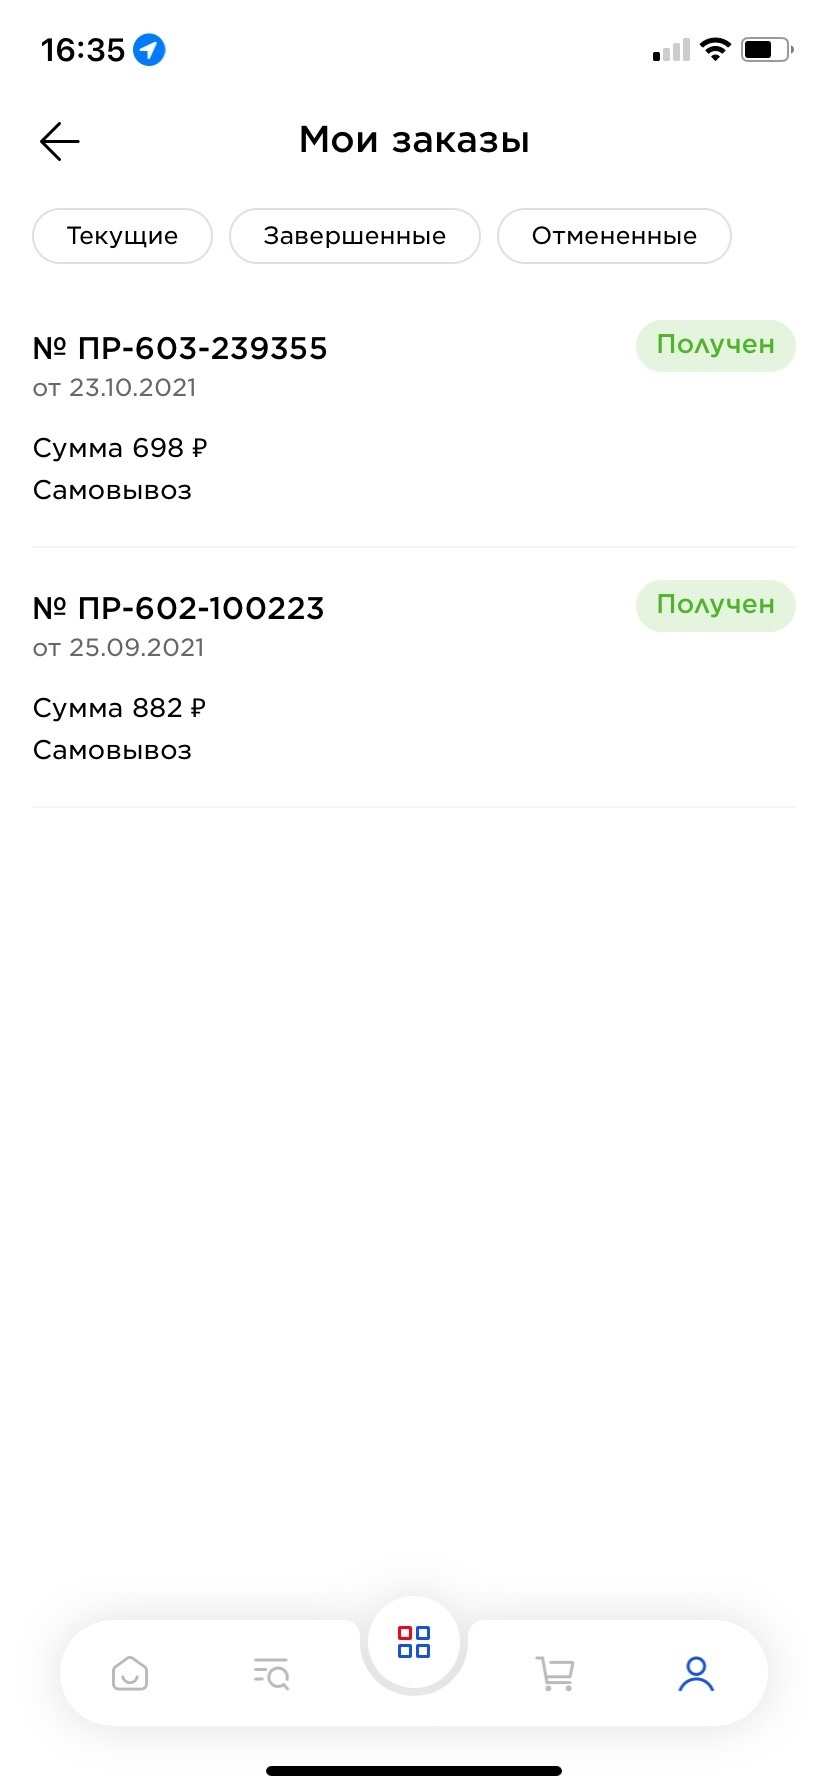 16:35
Мои заказы
Текущие Завершенные Отмененные
№ ПР-603-239355 Получен
от 23.10.2021
Сумма 698 ₽
Самовывоз
№ ПР-602-100223 Получен
от 25.09.2021
Сумма 882 ₽
Самовывоз